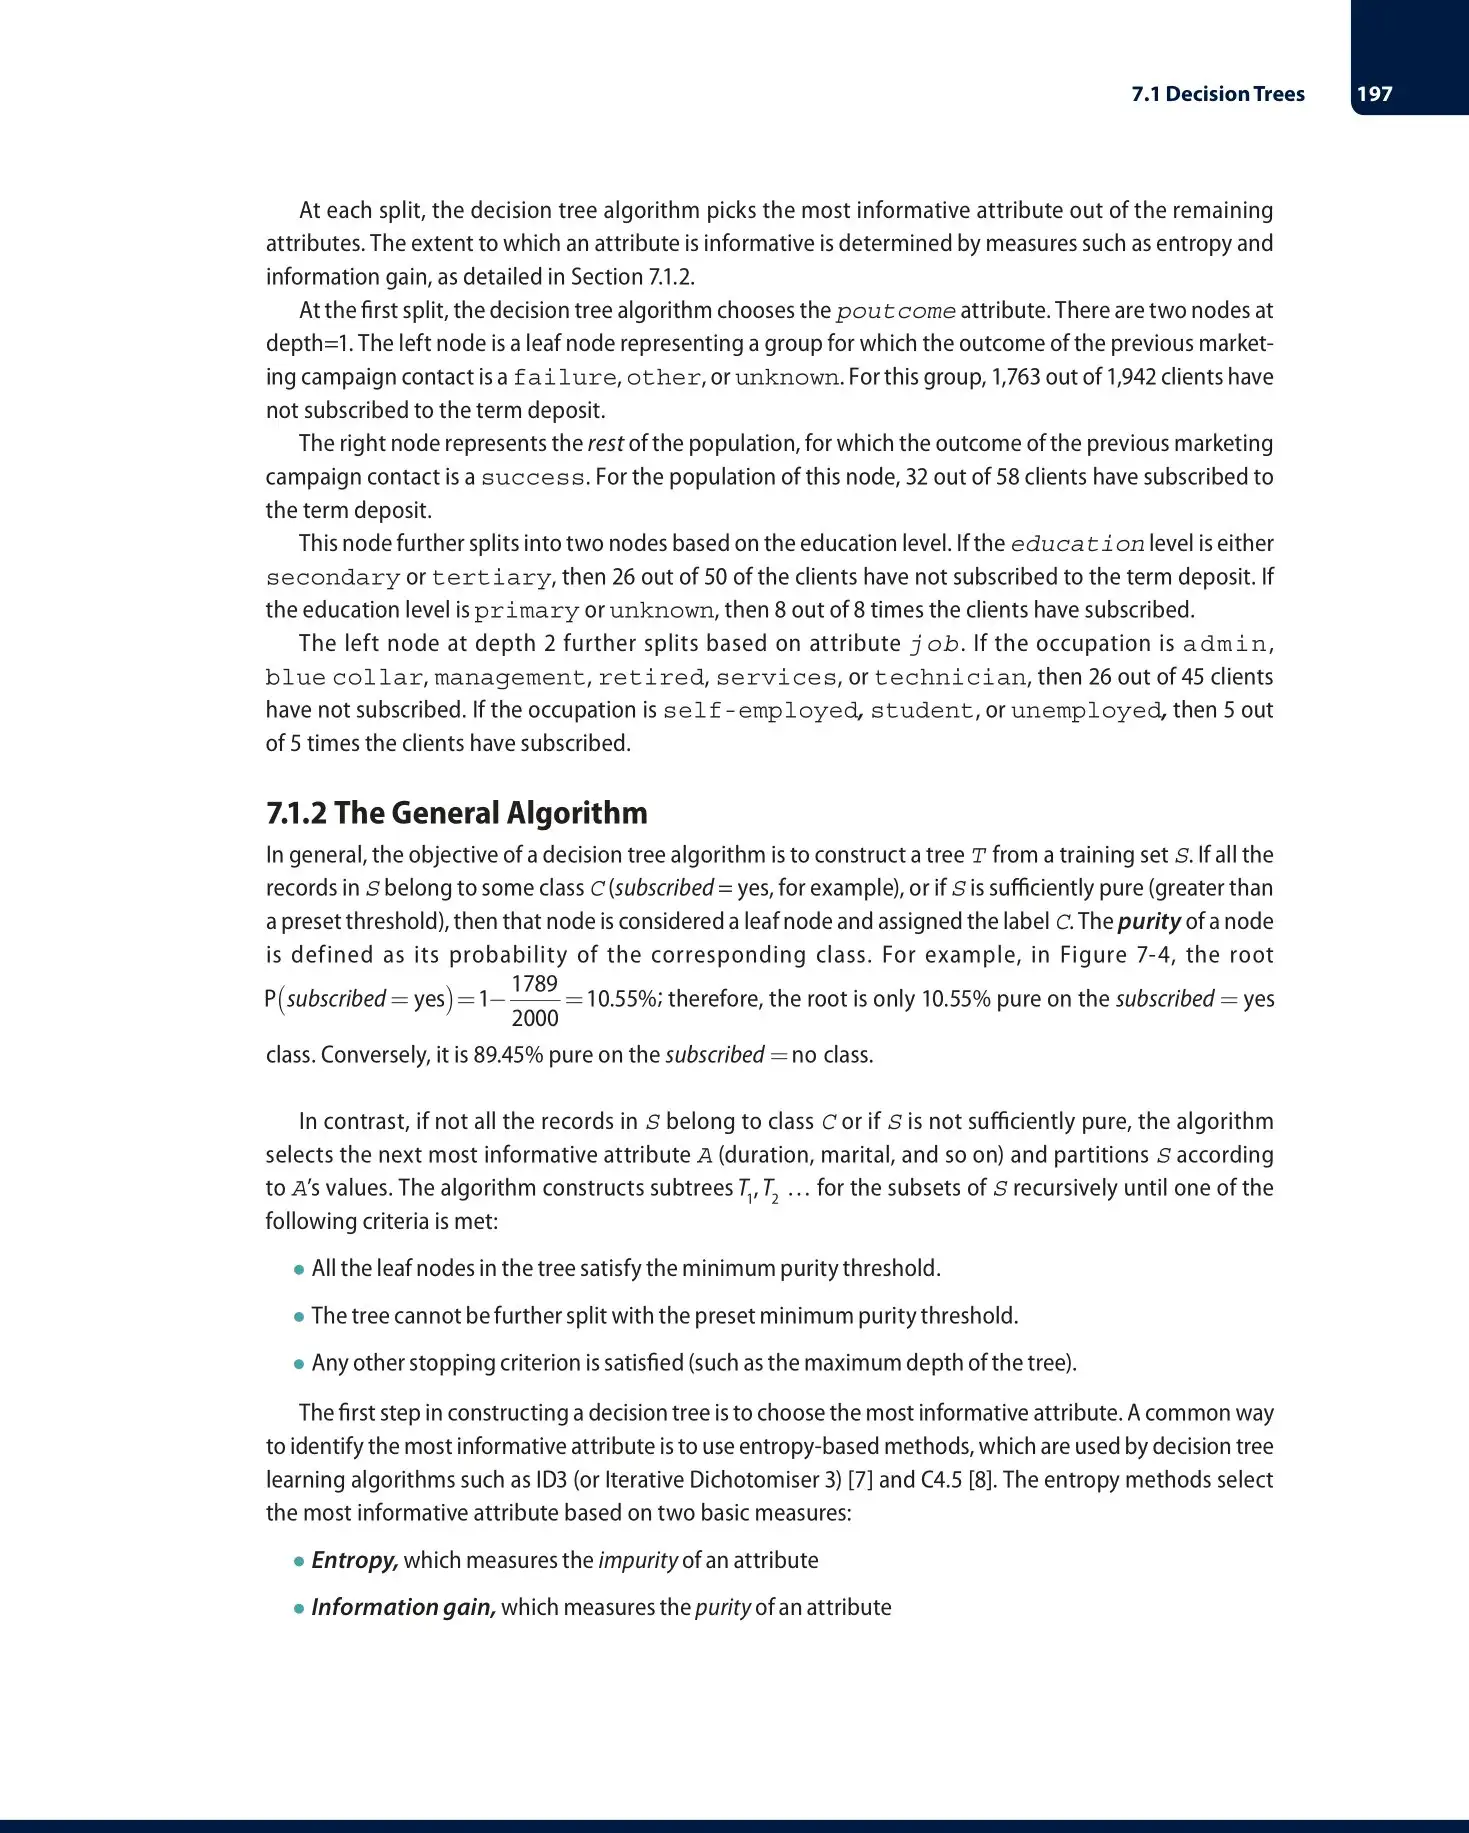 7.1 Decision Trees 197
At each split, the decision tree algorithm picks the most informative attribute out of the remaining
attributes. The extent to which an attribute is informative is determined by measures such as entropy and
information gain, as detailed in Section 7.1.2.
At the first split, the decision tree algorithm chooses the poutcome attribute. There are two nodes at
depth=1. The left node is a leaf node representing a group for which the outcome of the previous market-
ing campaign contact is a failure, other, or unknown. For this group, 1,763 out of 1,942 clients have
not subscribed to the term deposit.
The right node represents the rest of the population, for which the outcome of the previous marketing
campaign contact is a success. For the population of this node, 32 out of 58 clients have subscribed to
the term deposit.
This node further splits into two nodes based on the education level. If the education level is either
secondary or tertiary, then 26 out of 50 of the clients have not subscribed to the term deposit. If
the education level is primary or unknown, then 8 out of 8 times the clients have subscribed.
The left node at depth 2 further splits based on attribute job. If the occupation is admin,
blue collar, management, retired, services, or technician, then 26 out of 45 clients
have not subscribed. If the occupation is self-employed, student, or unemployed, then 5 out
of 5 times the clients have subscribed.
7.1.2 The General Algorithm
In general, the objective of a decision tree algorithm is to construct a tree T from a training set S. If all the
records in S belong to some class C (subscribed = yes, for example), or if S is sufficiently pure (greater than
a preset threshold), then that node is considered a leaf node and assigned the label C. The purity of a node
is defined as its probability of the corresponding class. For example, in Figure 7-4, the root
P(subscribed = yes) = 1 − 1789/2000 = 10.55%; therefore, the root is only 10.55% pure on the subscribed = yes
class. Conversely, it is 89.45% pure on the subscribed = no class.
In contrast, if not all the records in S belong to class C or if S is not sufficiently pure, the algorithm
selects the next most informative attribute A (duration, marital, and so on) and partitions S according
to A's values. The algorithm constructs subtrees T₁, T₂ … for the subsets of S recursively until one of the
following criteria is met:
● All the leaf nodes in the tree satisfy the minimum purity threshold.
● The tree cannot be further split with the preset minimum purity threshold.
● Any other stopping criterion is satisfied (such as the maximum depth of the tree).
The first step in constructing a decision tree is to choose the most informative attribute. A common way
to identify the most informative attribute is to use entropy-based methods, which are used by decision tree
learning algorithms such as ID3 (or Iterative Dichotomiser 3) [7] and C4.5 [8]. The entropy methods select
the most informative attribute based on two basic measures:
● Entropy, which measures the impurity of an attribute
● Information gain, which measures the purity of an attribute